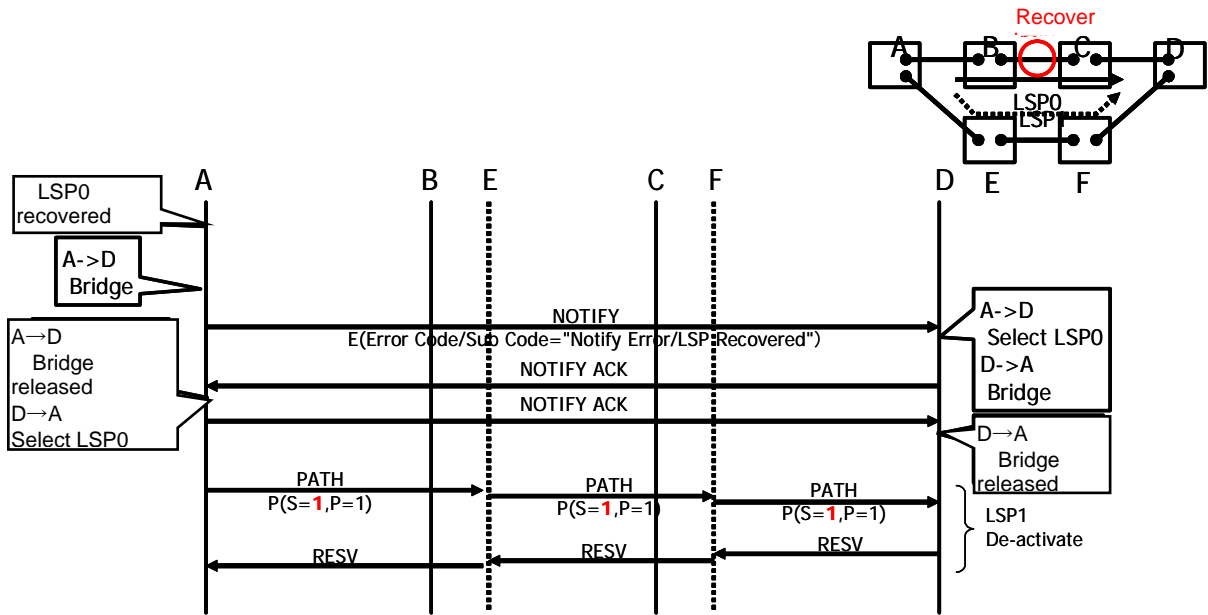 Recover
A
B
C
D
LSP0
LSP1
E
F
A
B
E
C
F
D
LSP0
recovered
A->D
Bridge
NOTIFY
E(Error Code/Sub Code="Notify Error/LSP Recovered")
A->D
Select LSP0
D->A
Bridge
A→D
Bridge
released
D→A
Select LSP0
NOTIFY ACK
NOTIFY ACK
D→A
Bridge
released
PATH
P(S=1,P=1)
PATH
P(S=1,P=1)
PATH
P(S=1,P=1)
LSP1
De-activate
RESV
RESV
RESV